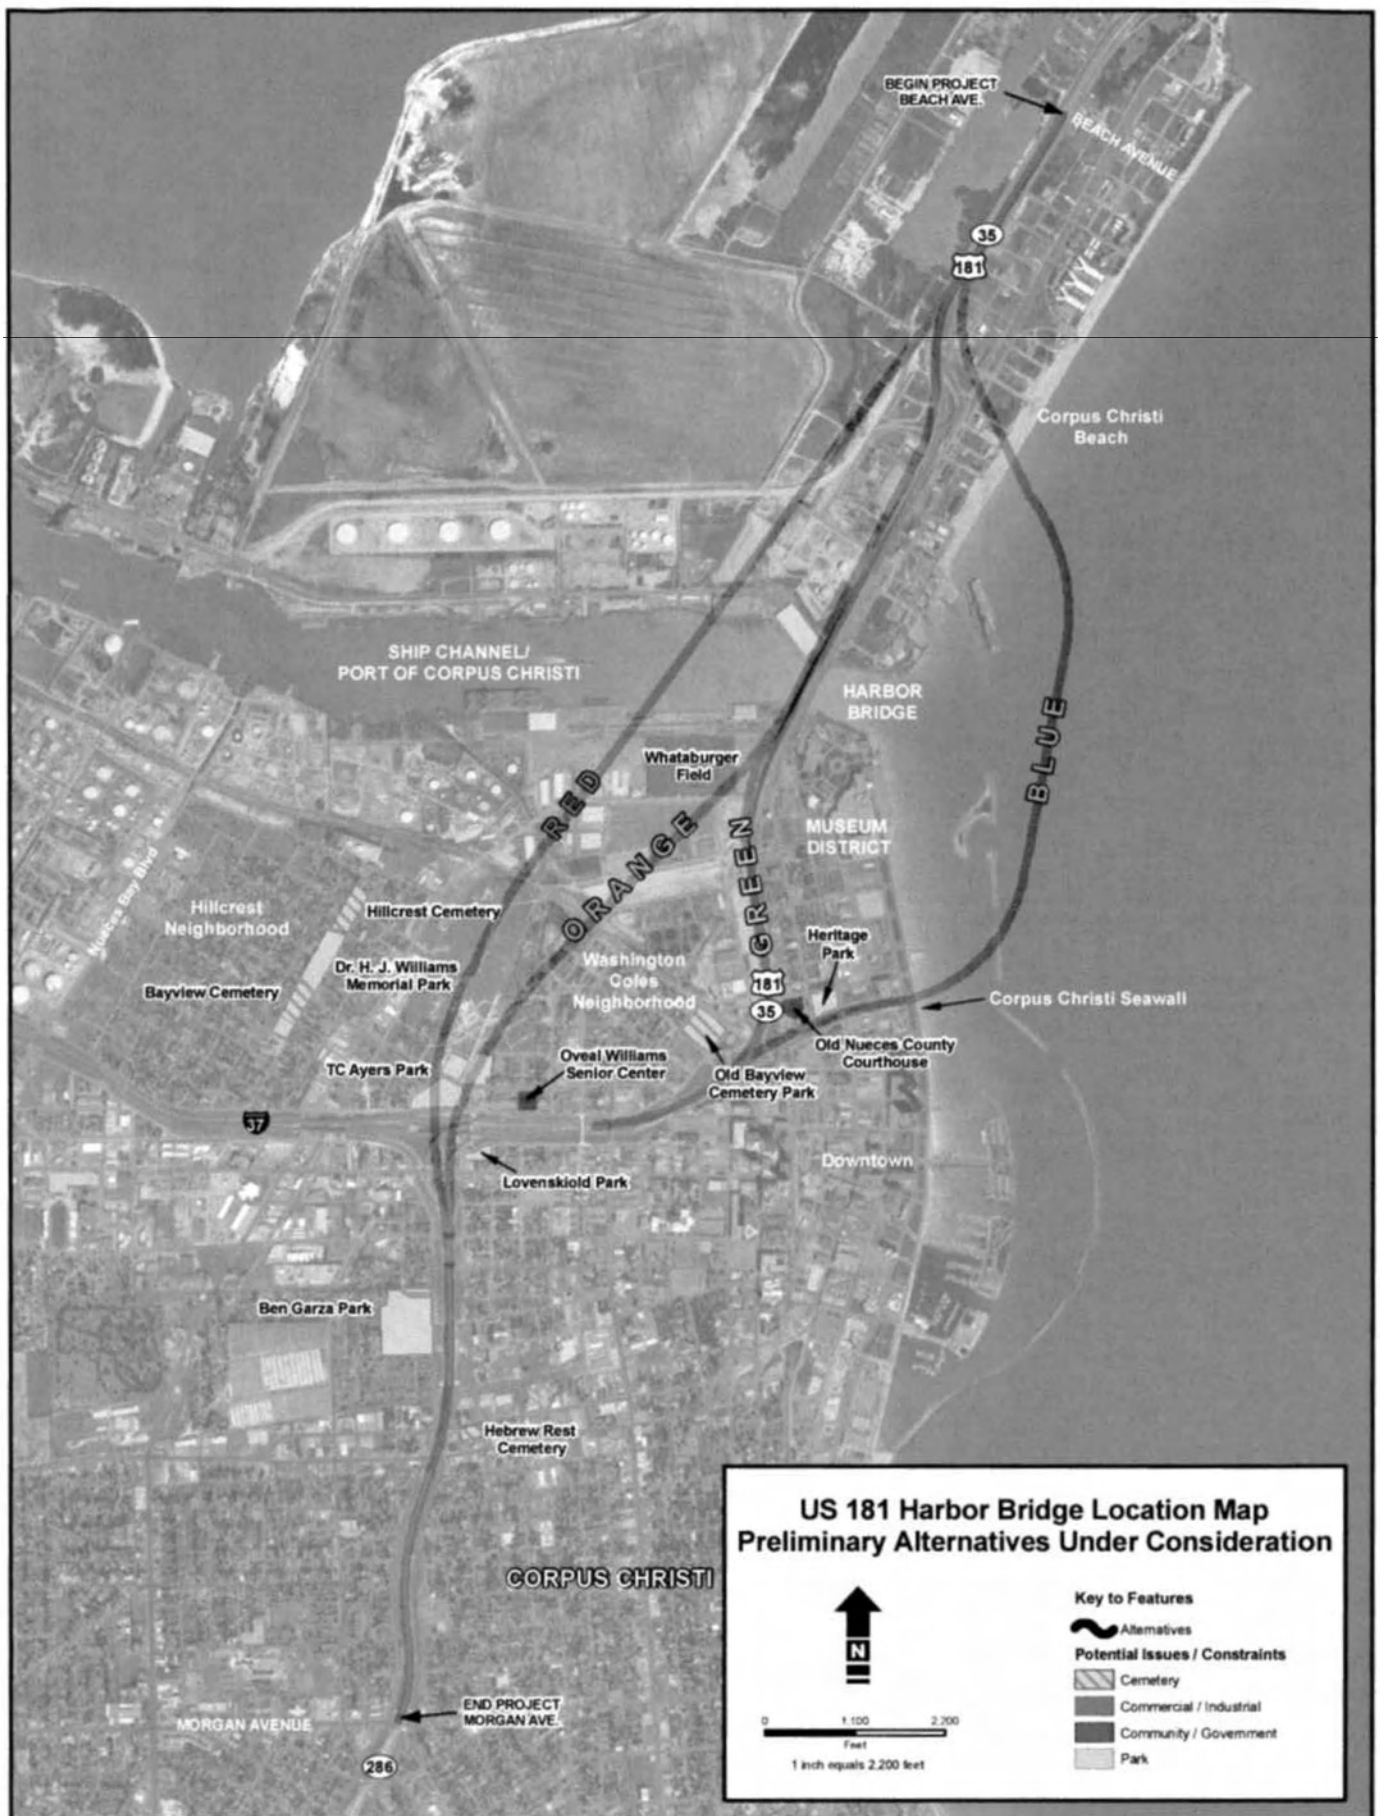 BEGIN PROJECT
BEACH AVE.
BEACH AVENUE
35
181
Corpus Christi
Beach
SHIP CHANNEL/
PORT OF CORPUS CHRISTI
HARBOR
BRIDGE
BLUE
Whataburger
Field
RED
ORANGE
GREEN
MUSEUM
DISTRICT
Nueces Bay Blvd
Hillcrest
Neighborhood
Hillcrest Cemetery
Heritage
Park
Washington
Coles
Neighborhood
Dr. H. J. Williams
Memorial Park
Bayview Cemetery
181
35
Corpus Christi Seawall
Old Nueces County
Courthouse
Oveal Williams
Senior Center
TC Ayers Park
Old Bayview
Cemetery Park
37
Downtown
Lovenskiold Park
Ben Garza Park
Hebrew Rest
Cemetery
CORPUS CHRISTI
END PROJECT
MORGAN AVE.
MORGAN AVENUE
286
US 181 Harbor Bridge Location Map
Preliminary Alternatives Under Consideration
N
0 1,100 2,200
Feet
1 inch equals 2,200 feet
Key to Features
Alternatives
Potential Issues / Constraints
Cemetery
Commercial / Industrial
Community / Government
Park